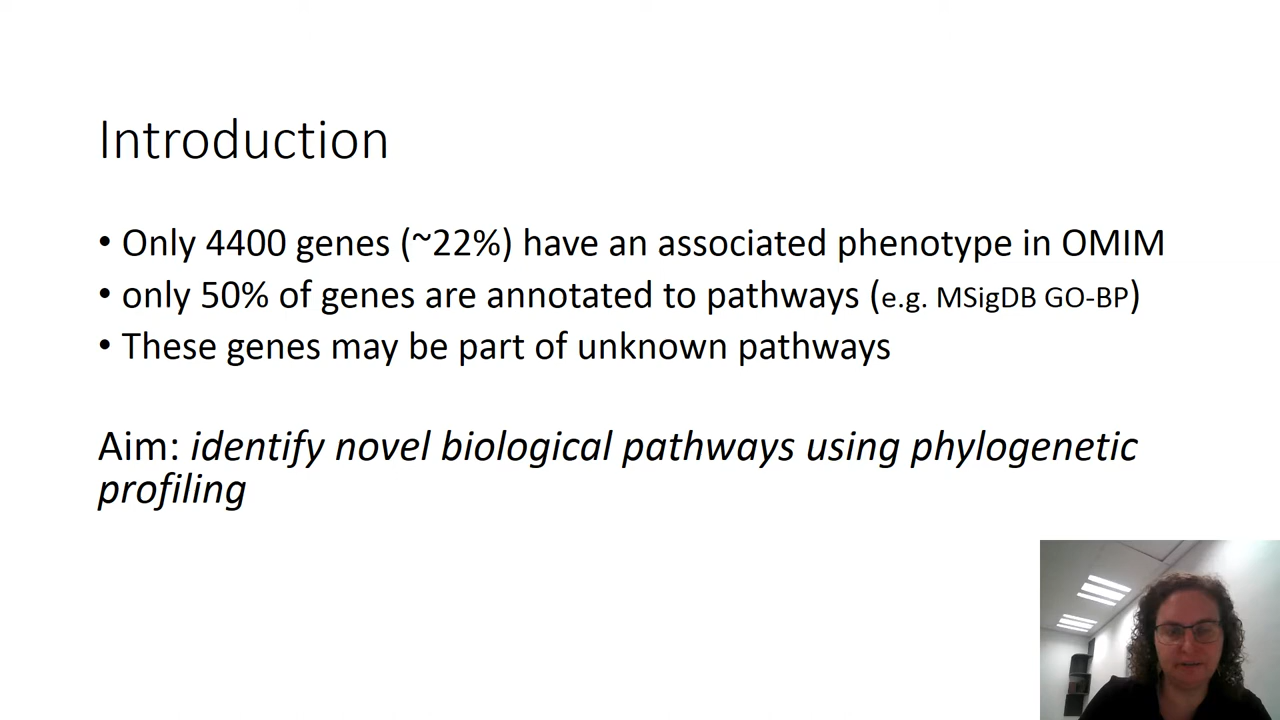 Introduction
• Only 4400 genes (~22%) have an associated phenotype in OMIM
• only 50% of genes are annotated to pathways (e.g. MSigDB GO-BP)
• These genes may be part of unknown pathways
Aim: identify novel biological pathways using phylogenetic
profiling